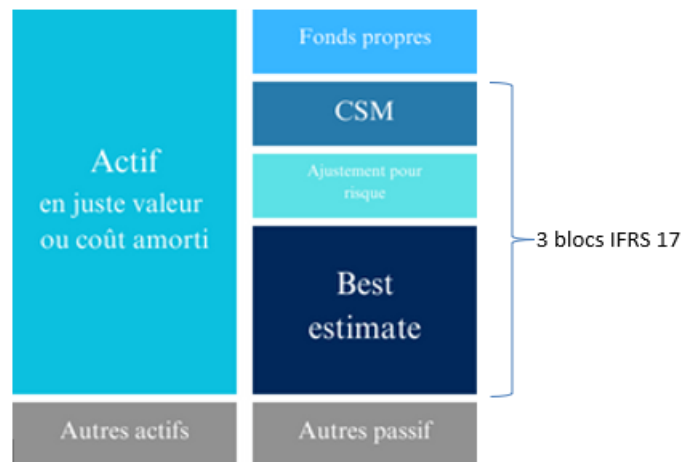 Actif
en juste valeur
ou coût amorti
Autres actifs
Fonds propres
CSM
Ajustement pour
risque
Best
estimate
Autres passif
3 blocs IFRS 17